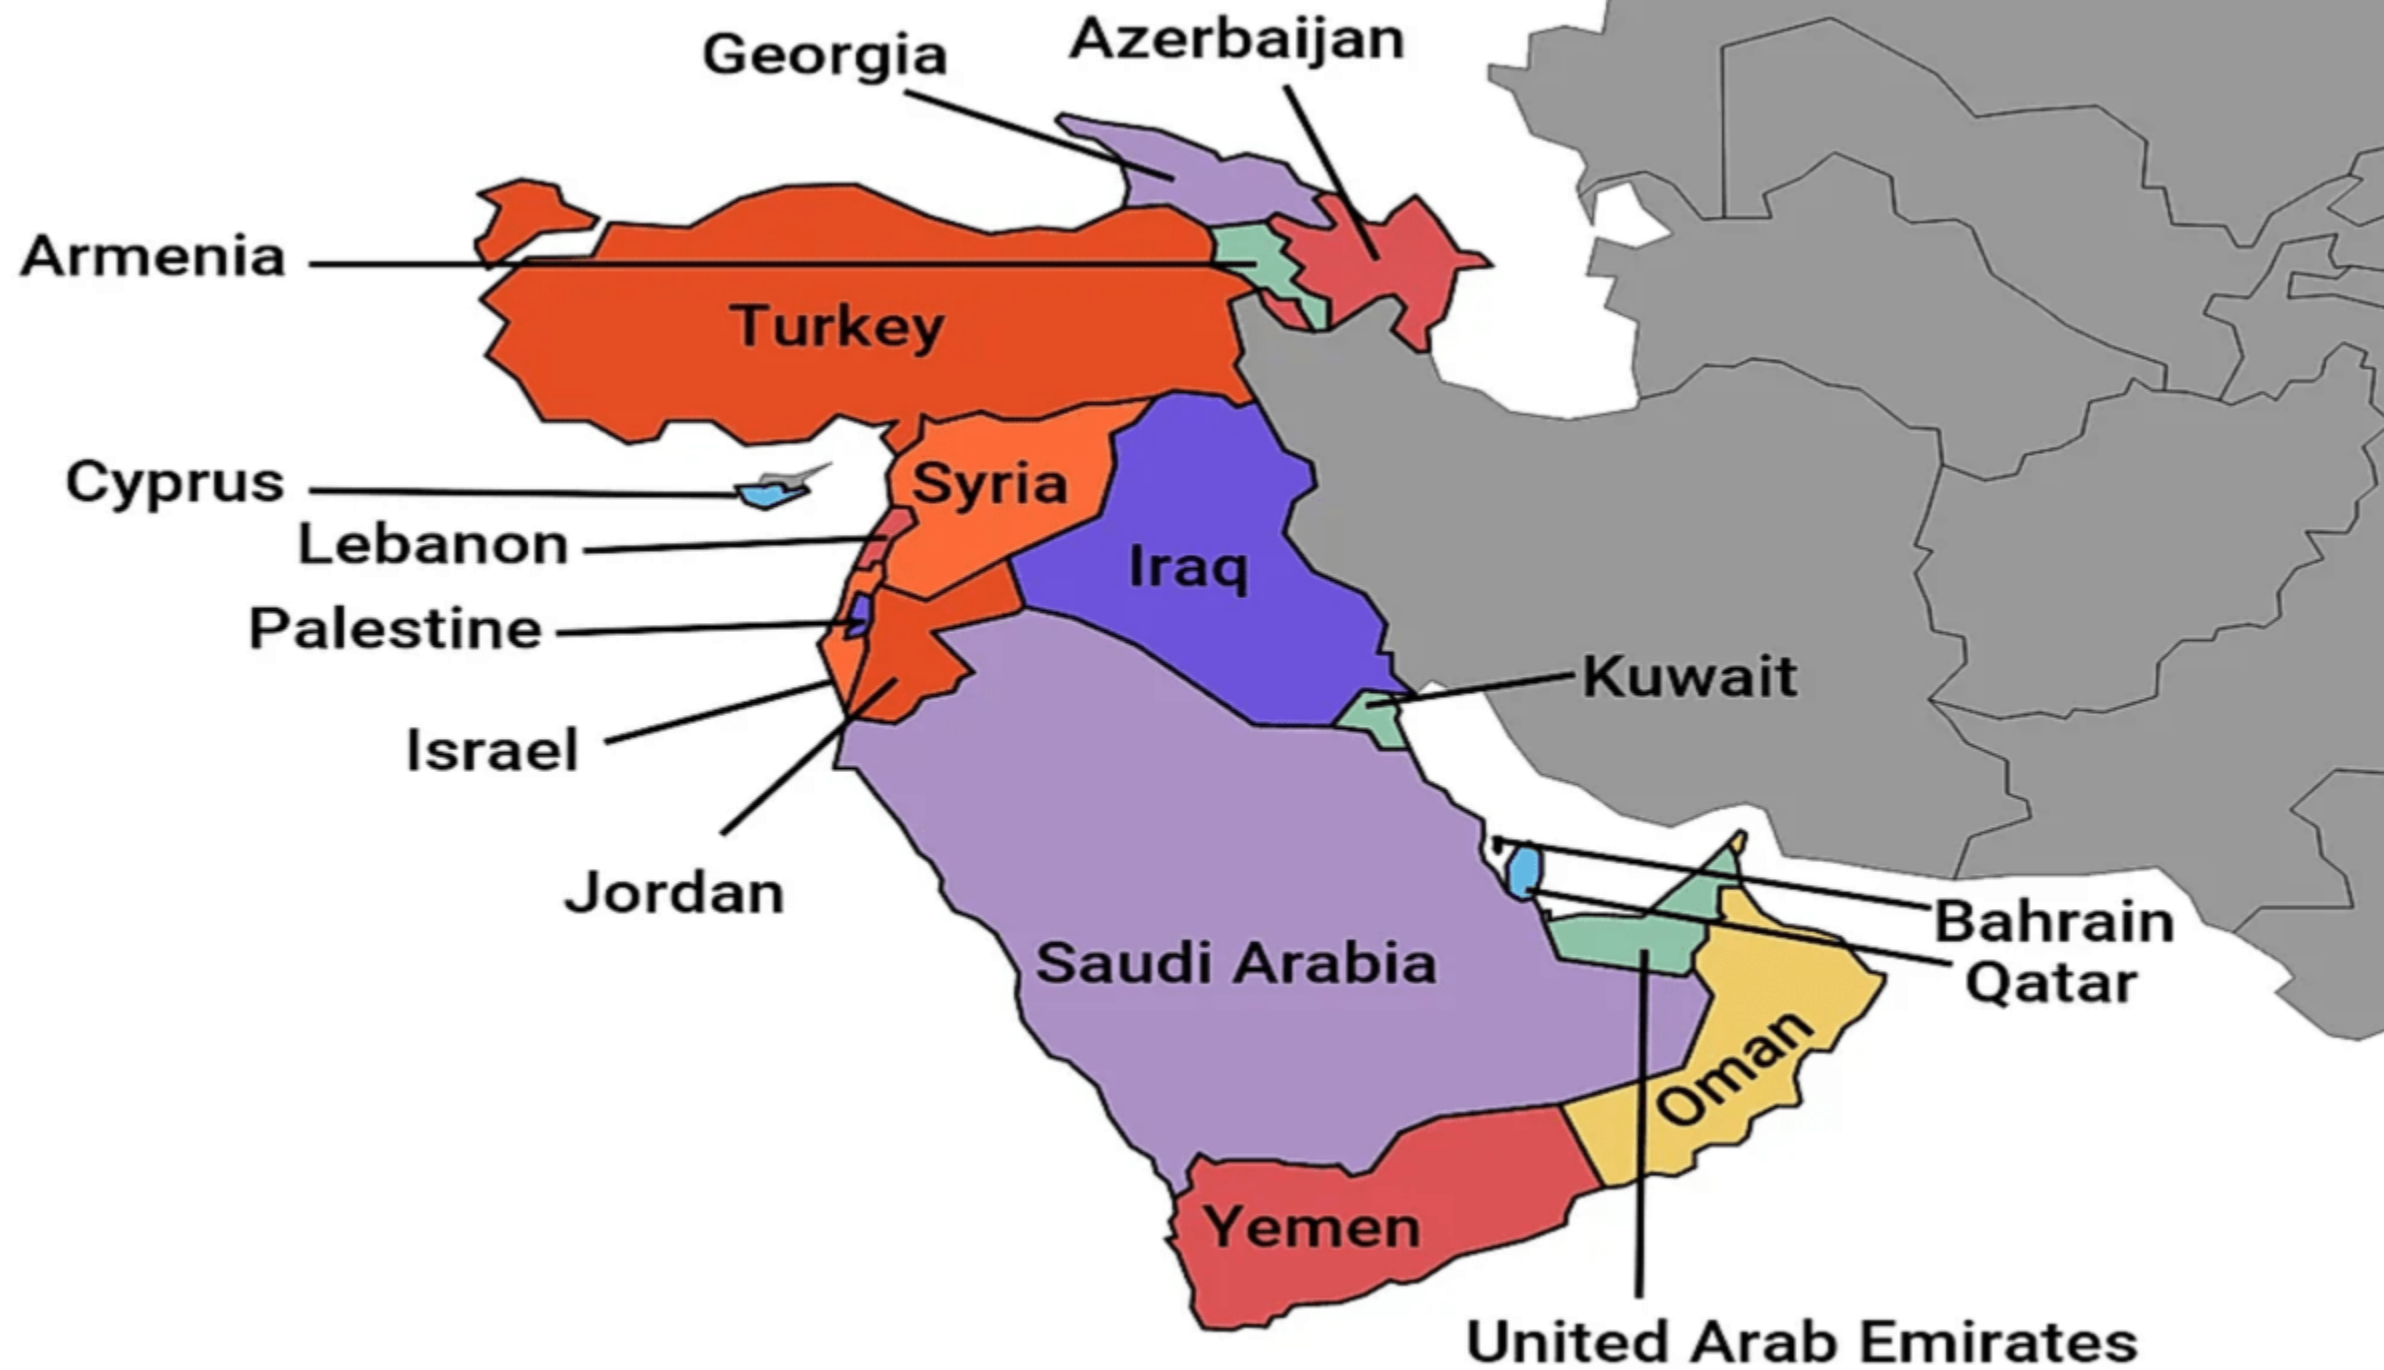 Georgia
Azerbaijan
Armenia
Turkey
Cyprus
Syria
Lebanon
Iraq
Palestine
Kuwait
Israel
Jordan
Bahrain
Saudi Arabia
Qatar
Oman
Yemen
United Arab Emirates